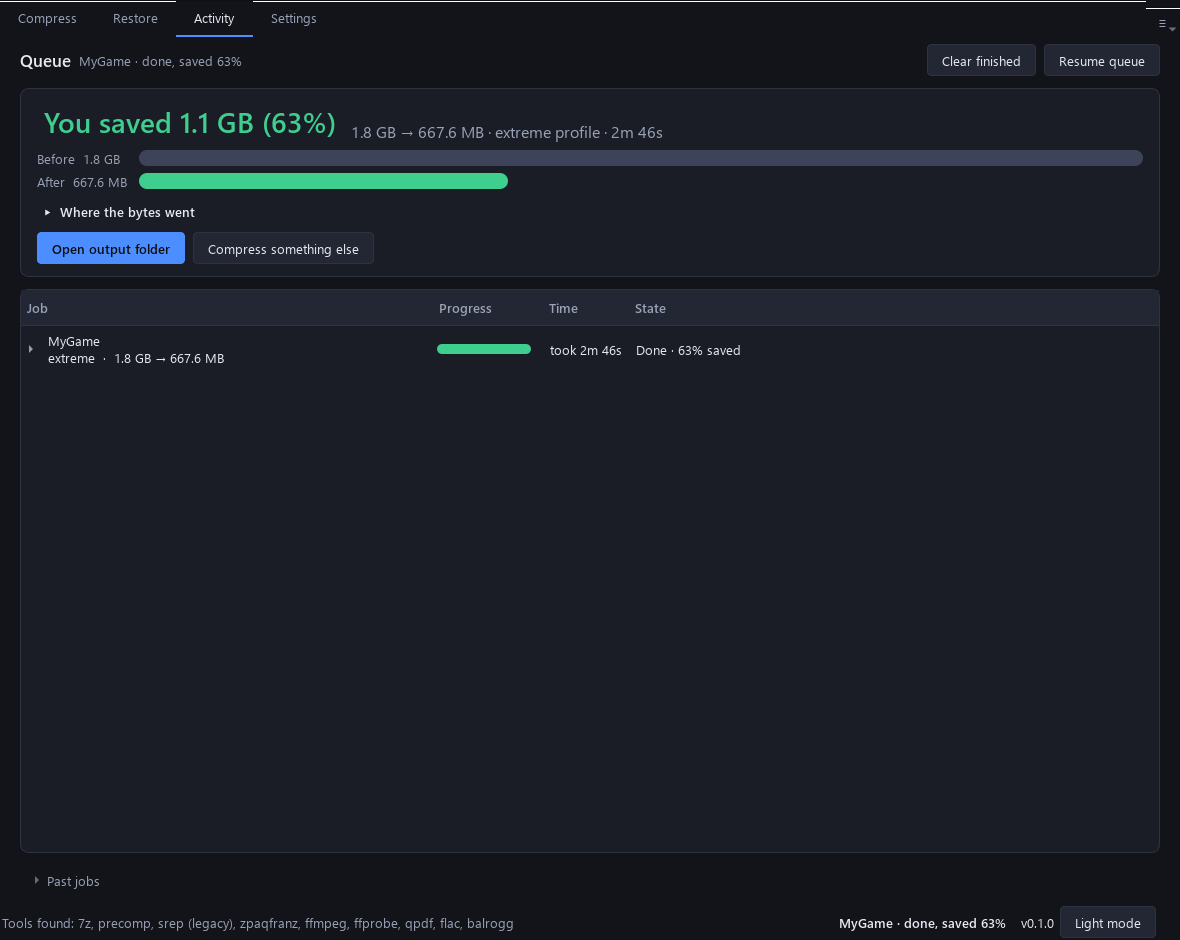 Compress Restore Activity Settings
Queue MyGame · done, saved 63% Clear finished Resume queue
You saved 1.1 GB (63%) 1.8 GB → 667.6 MB · extreme profile · 2m 46s
Before 1.8 GB
After 667.6 MB
Where the bytes went
Open output folder Compress something else
Job Progress Time State
MyGame
extreme · 1.8 GB → 667.6 MB took 2m 46s Done · 63% saved
Past jobs
Tools found: 7z, precomp, srep (legacy), zpaqfranz, ffmpeg, ffprobe, qpdf, flac, balrogg MyGame · done, saved 63% v0.1.0 Light mode